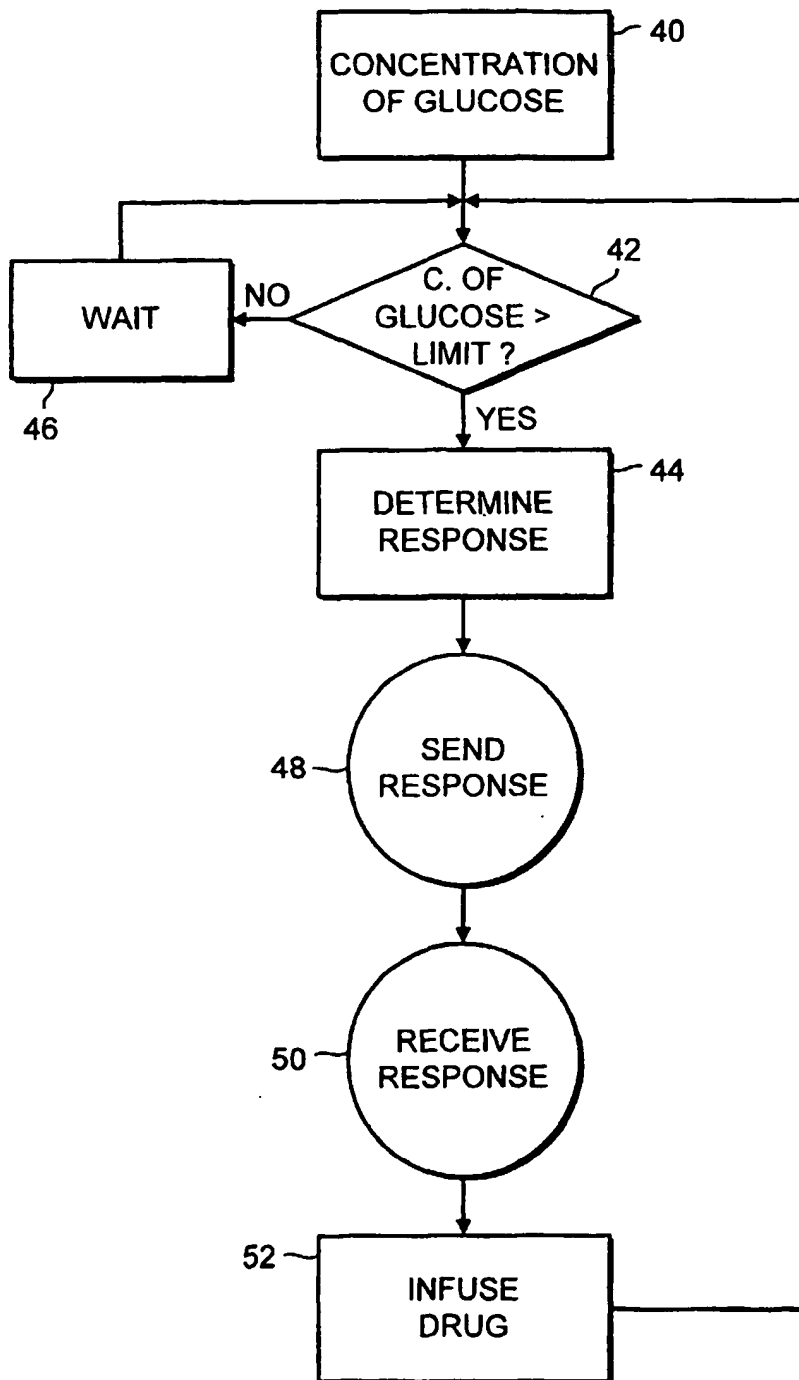 40
CONCENTRATION
OF GLUCOSE
42
C. OF
GLUCOSE >
LIMIT ?
NO
WAIT
46
YES
44
DETERMINE
RESPONSE
48
SEND
RESPONSE
50
RECEIVE
RESPONSE
52
INFUSE
DRUG